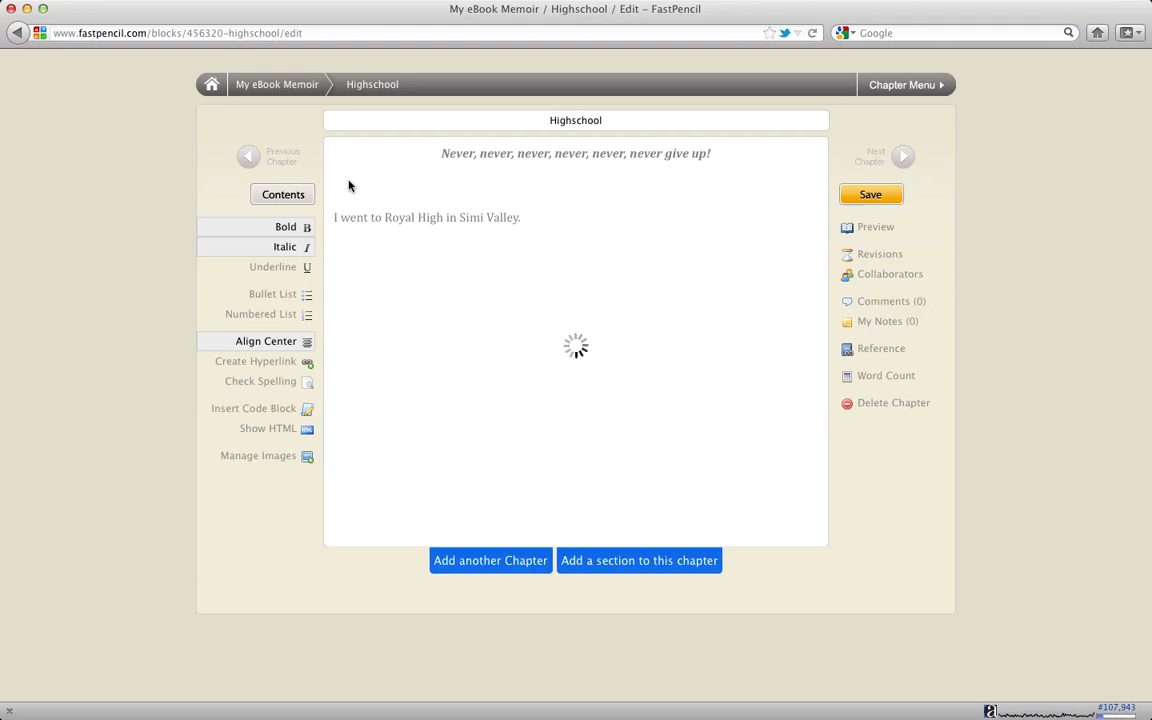 My eBook Memoir / Highschool / Edit – FastPencil
www.fastpencil.com/blocks/456320-highschool/edit
Google
My eBook Memoir
Highschool
Chapter Menu
Highschool
Previous
Chapter
Never, never, never, never, never, never give up!
Next
Chapter
Contents
Save
I went to Royal High in Simi Valley.
Bold B
Italic I
Underline U
Bullet List
Numbered List
Align Center
Create Hyperlink
Check Spelling
Insert Code Block
Show HTML
Manage Images
Preview
Revisions
Collaborators
Comments (0)
My Notes (0)
Reference
Word Count
Delete Chapter
Add another Chapter
Add a section to this chapter
#107,943